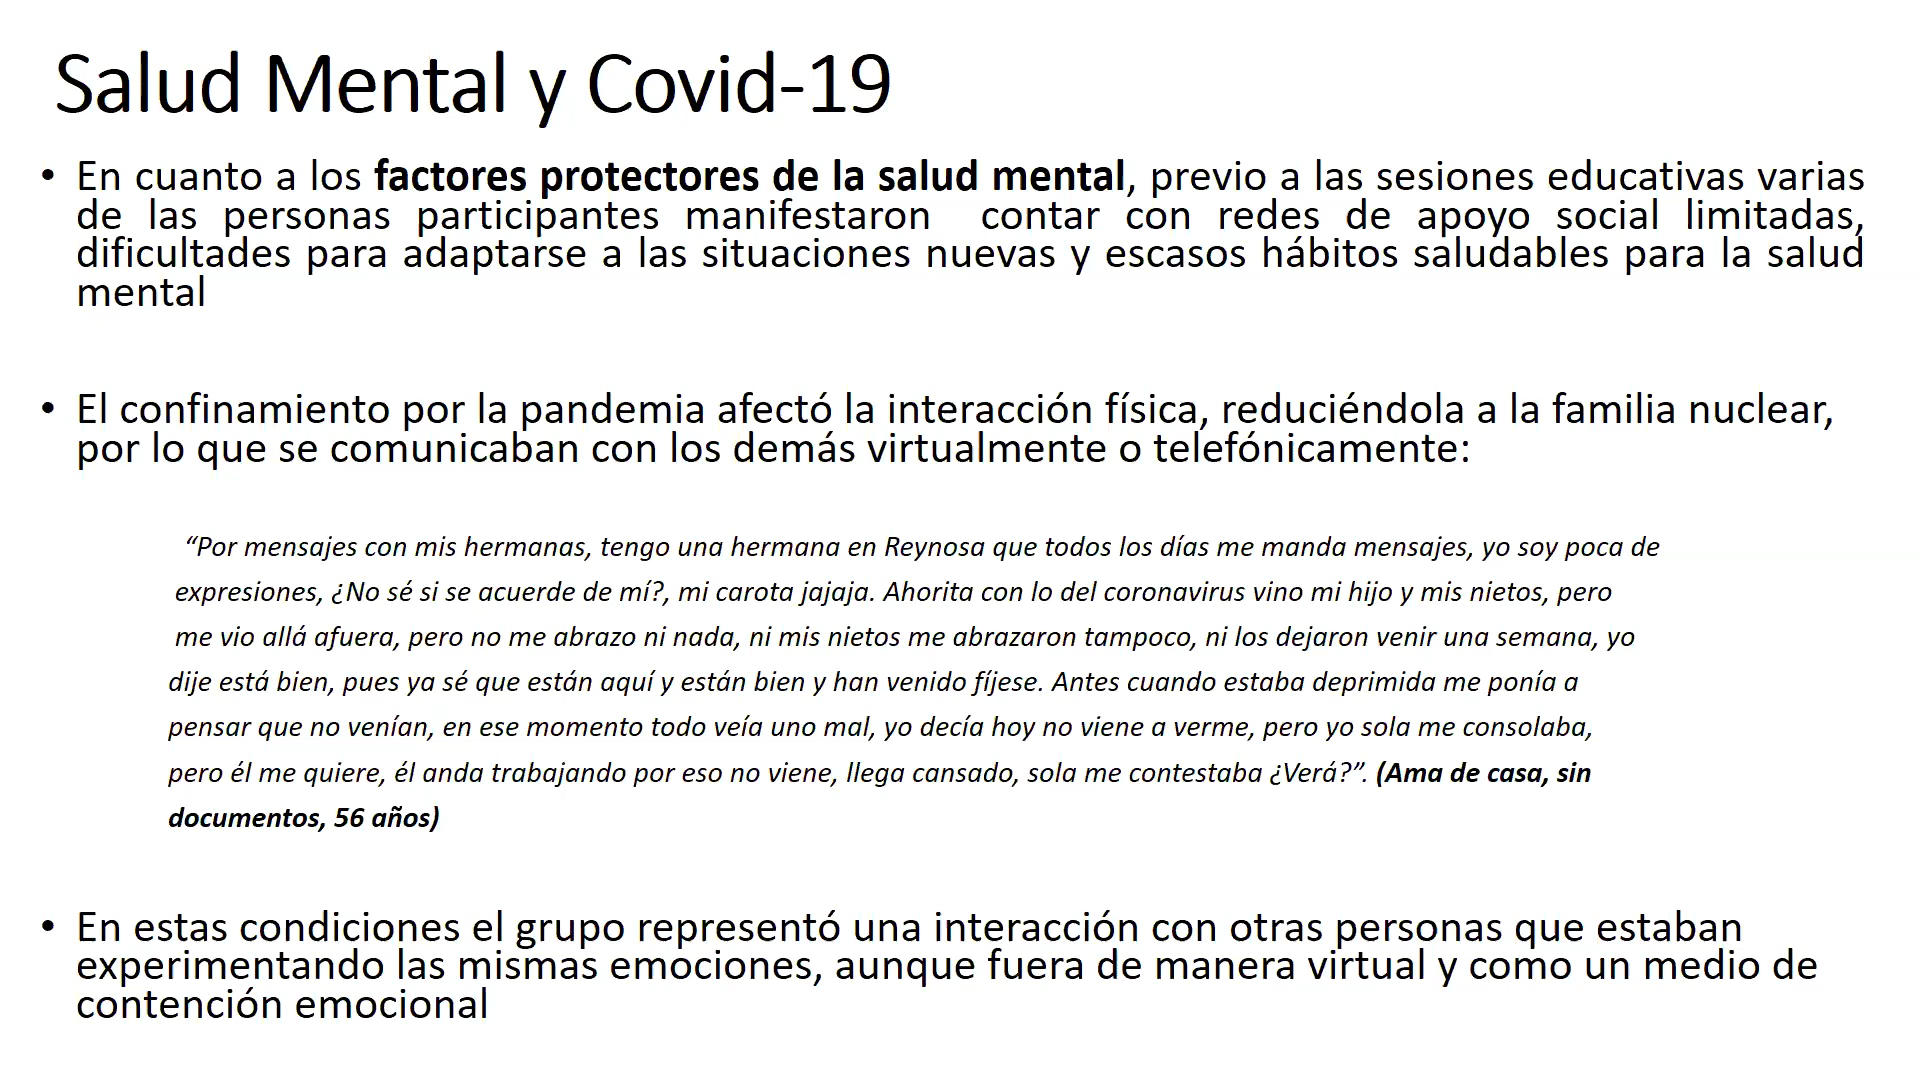 Salud Mental y Covid-19
• En cuanto a los factores protectores de la salud mental, previo a las sesiones educativas varias
de las personas participantes manifestaron contar con redes de apoyo social limitadas,
dificultades para adaptarse a las situaciones nuevas y escasos hábitos saludables para la salud
mental
• El confinamiento por la pandemia afectó la interacción física, reduciéndola a la familia nuclear,
por lo que se comunicaban con los demás virtualmente o telefónicamente:
“Por mensajes con mis hermanas, tengo una hermana en Reynosa que todos los días me manda mensajes, yo soy poca de
expresiones, ¿No sé si se acuerde de mí?, mi carota jajaja. Ahorita con lo del coronavirus vino mi hijo y mis nietos, pero
me vio allá afuera, pero no me abrazo ni nada, ni mis nietos me abrazaron tampoco, ni los dejaron venir una semana, yo
dije está bien, pues ya sé que están aquí y están bien y han venido fíjese. Antes cuando estaba deprimida me ponía a
pensar que no venían, en ese momento todo veía uno mal, yo decía hoy no viene a verme, pero yo sola me consolaba,
pero él me quiere, él anda trabajando por eso no viene, llega cansado, sola me contestaba ¿Verá?”. (Ama de casa, sin
documentos, 56 años)
• En estas condiciones el grupo representó una interacción con otras personas que estaban
experimentando las mismas emociones, aunque fuera de manera virtual y como un medio de
contención emocional